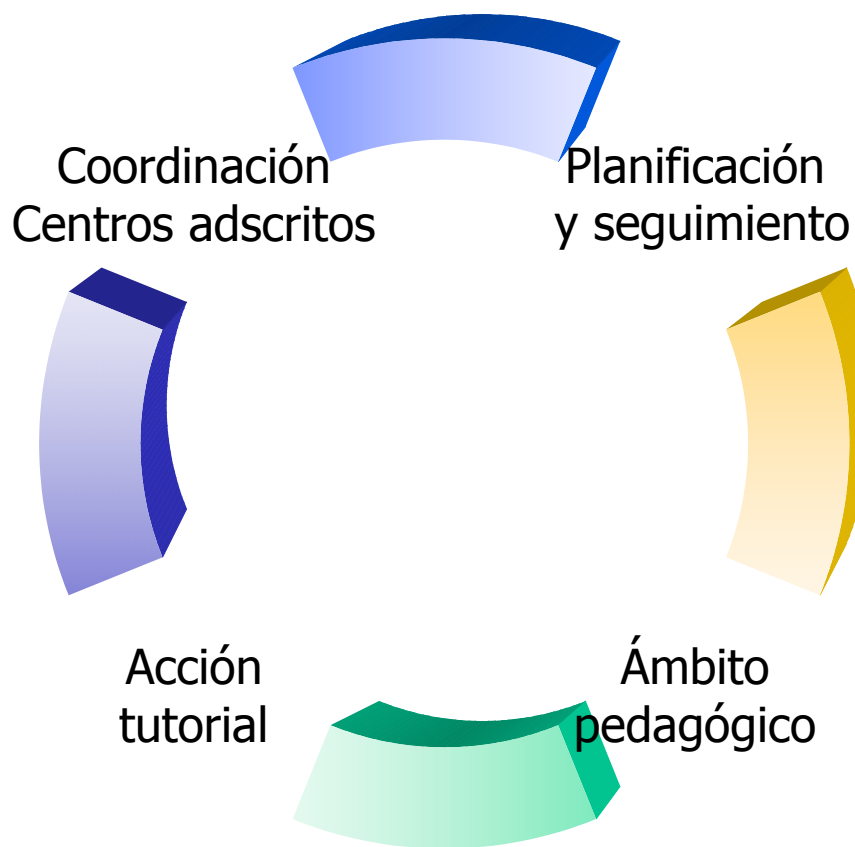 Coordinación
Centros adscritos
Planificación
y seguimiento
Acción
tutorial
Ámbito
pedagógico